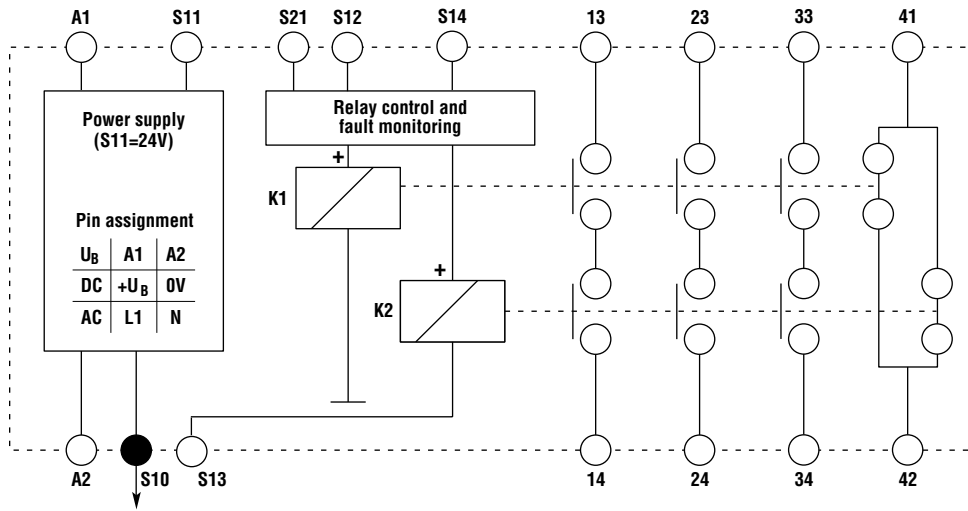 A1 S11 S21 S12 S14 13 23 33 41
Power supply
(S11=24V)
Relay control and
fault monitoring
+
K1
Pin assignment
UB A1 A2
DC +UB 0V
AC L1 N
+
K2
A2 S10 S13 14 24 34 42